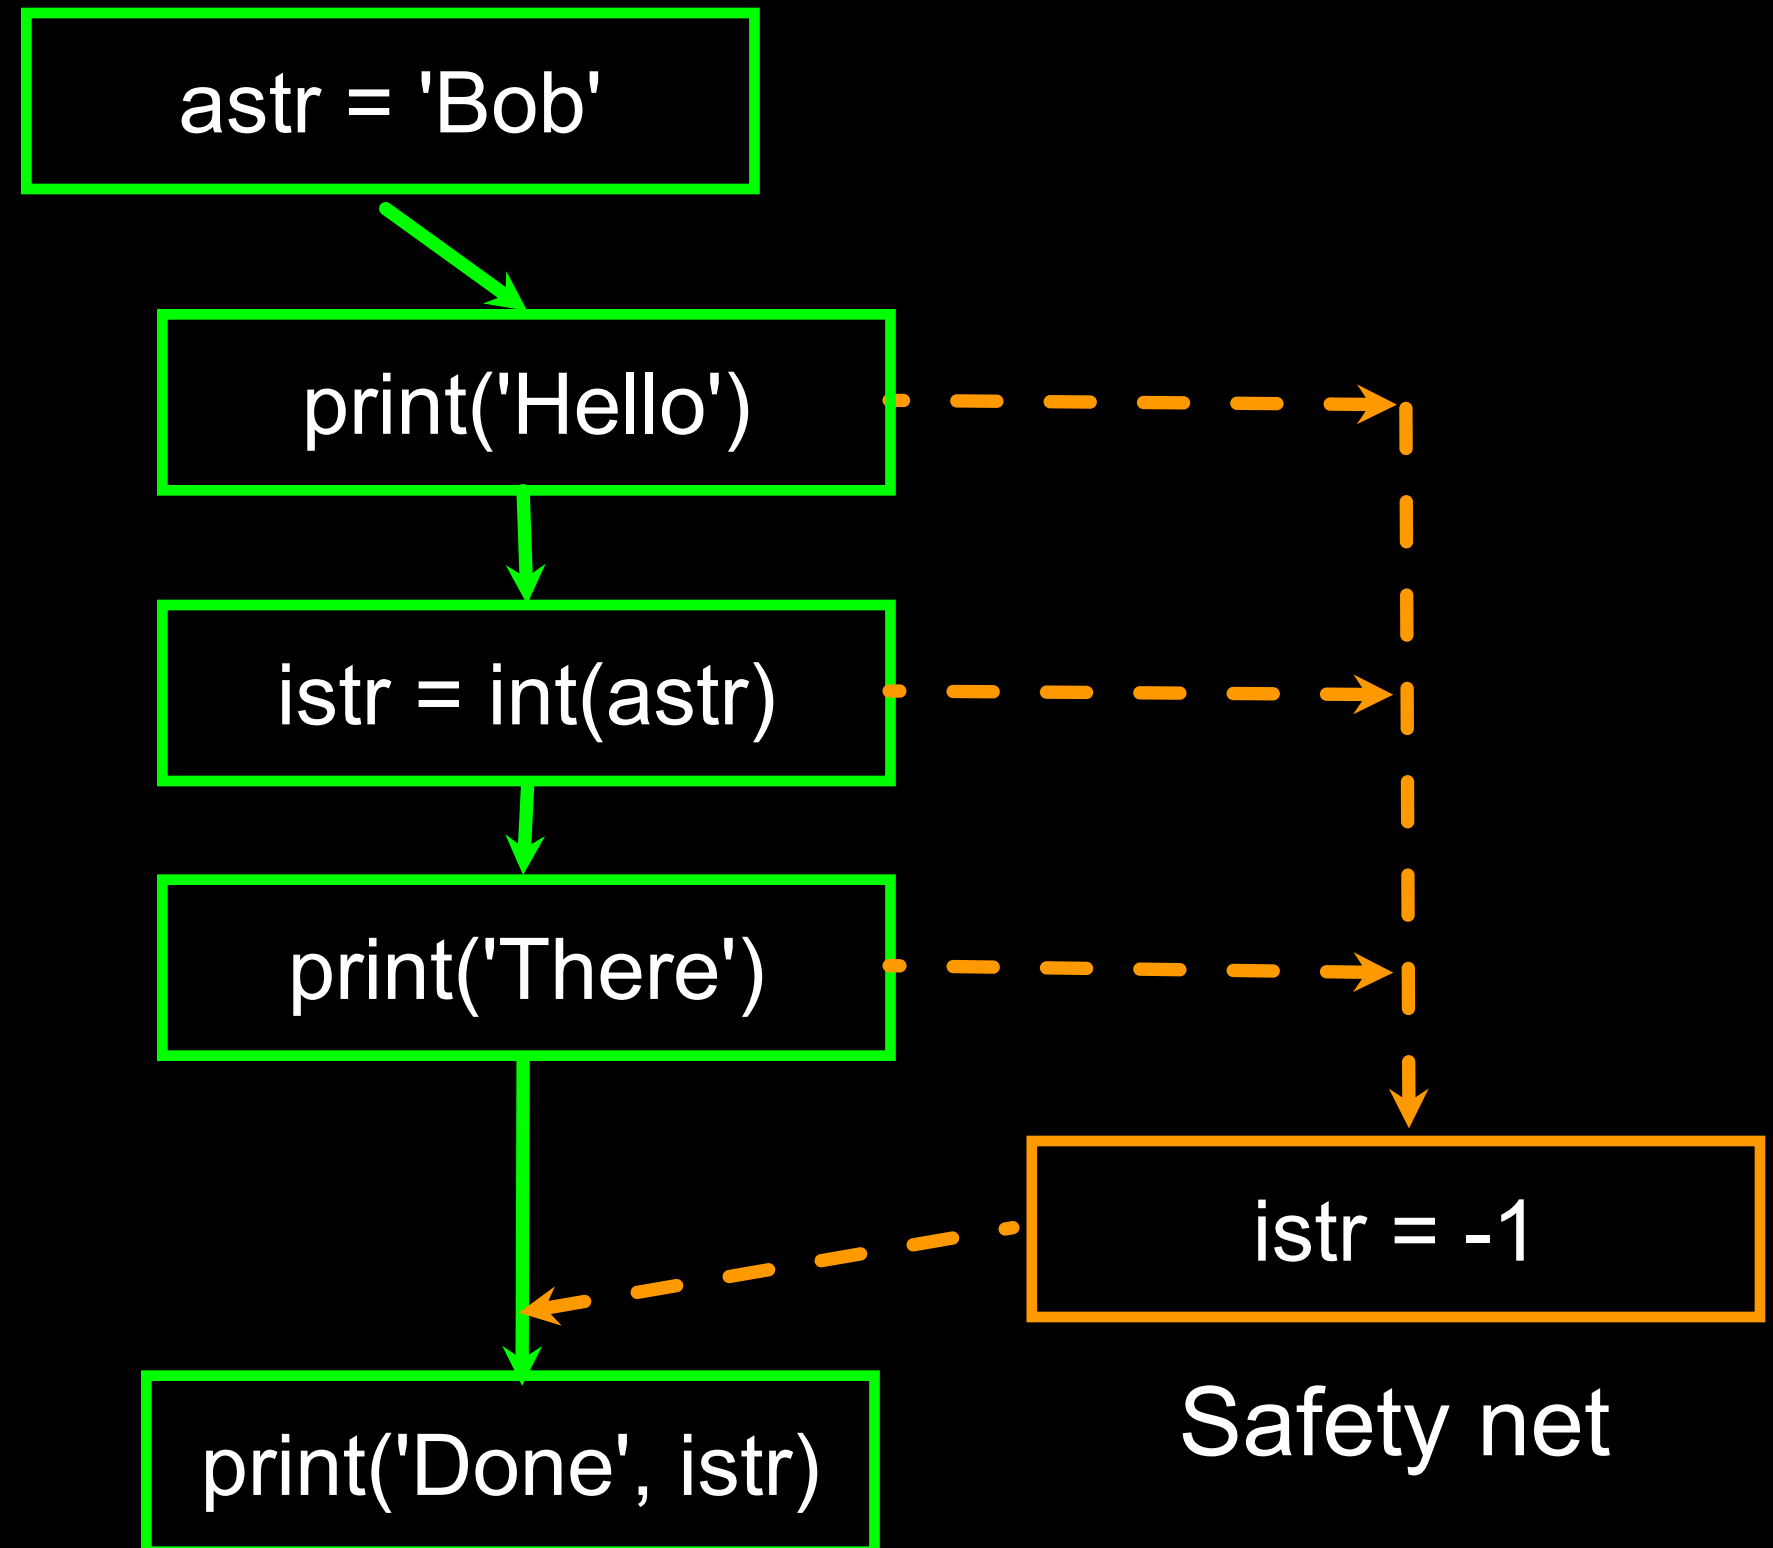 astr = 'Bob'
print('Hello')
istr = int(astr)
print('There')
istr = -1
Safety net
print('Done', istr)